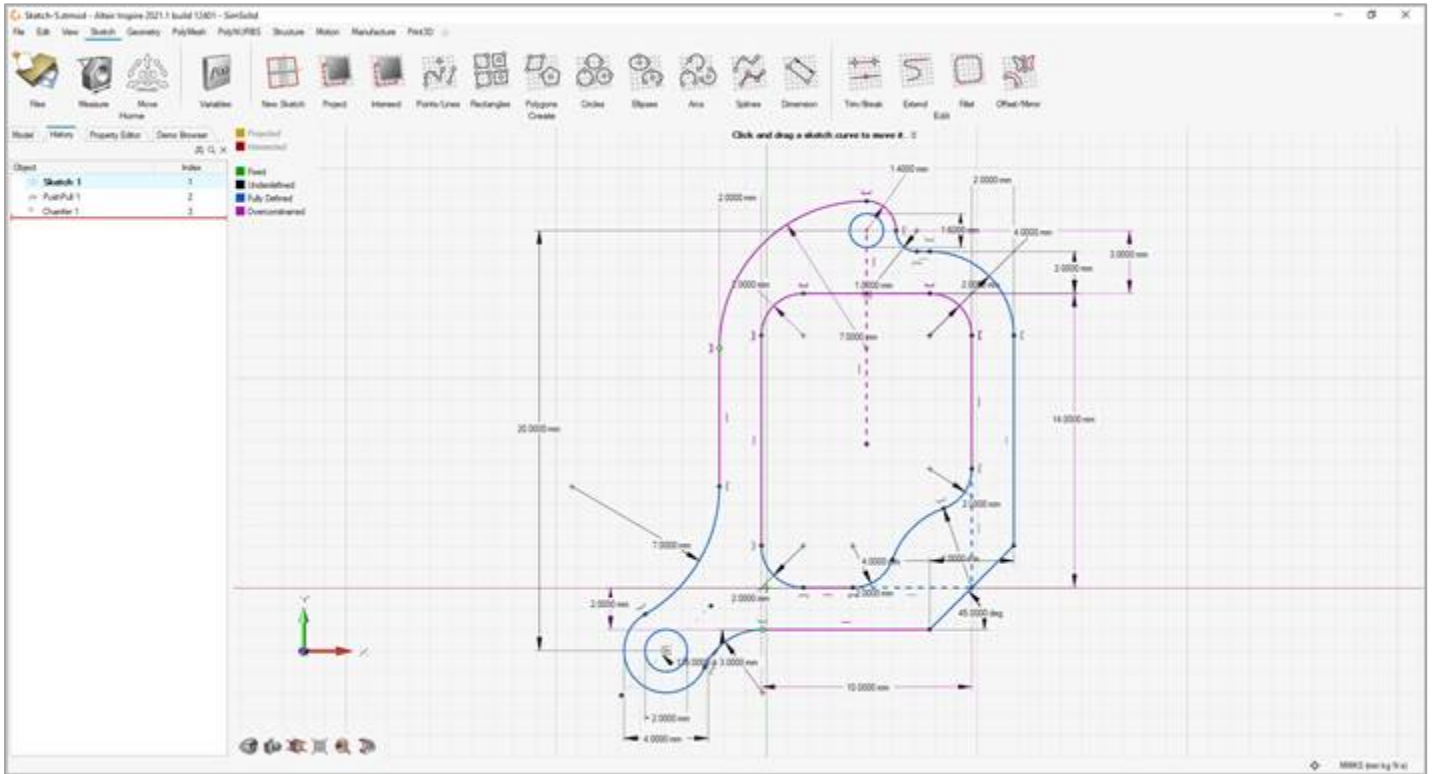 Sketch-5.stmod - Altair Inspire 2021.1 build 12401 - SimSolid
File Edit View Sketch Geometry PolyMesh PolyNURBS Structure Motion Manufacture Print3D
Files Measure Move Variables New Sketch Project Intersect Points/Lines Rectangles Polygons Circles Ellipses Arcs Splines Dimension Trim/Break Extend Fillet Offset/Mirror
Home Create Edit
Model History Property Editor Demo Browser
Object Index
Sketch 1 1
PushPull 1 2
Chamfer 1 3
Projected
Intersected
Fixed
Underdefined
Fully Defined
Overconstrained
Click and drag a sketch curve to move it.
1.4000 mm
2.0000 mm
2.0000 mm
1.6000 mm
4.0000 mm
3.0000 mm
2.0000 mm
2.0000 mm
1.0000 mm
2.0000 mm
7.0000 mm
14.0000 mm
20.0000 mm
2.0000 mm
7.0000 mm
4.0000 mm
2.0000 mm
2.0000 mm
2.0000 mm
45.0000 deg
3.0000 mm
10.0000 mm
2.0000 mm
4.0000 mm
Y
X
MMKS (mm kg N s)